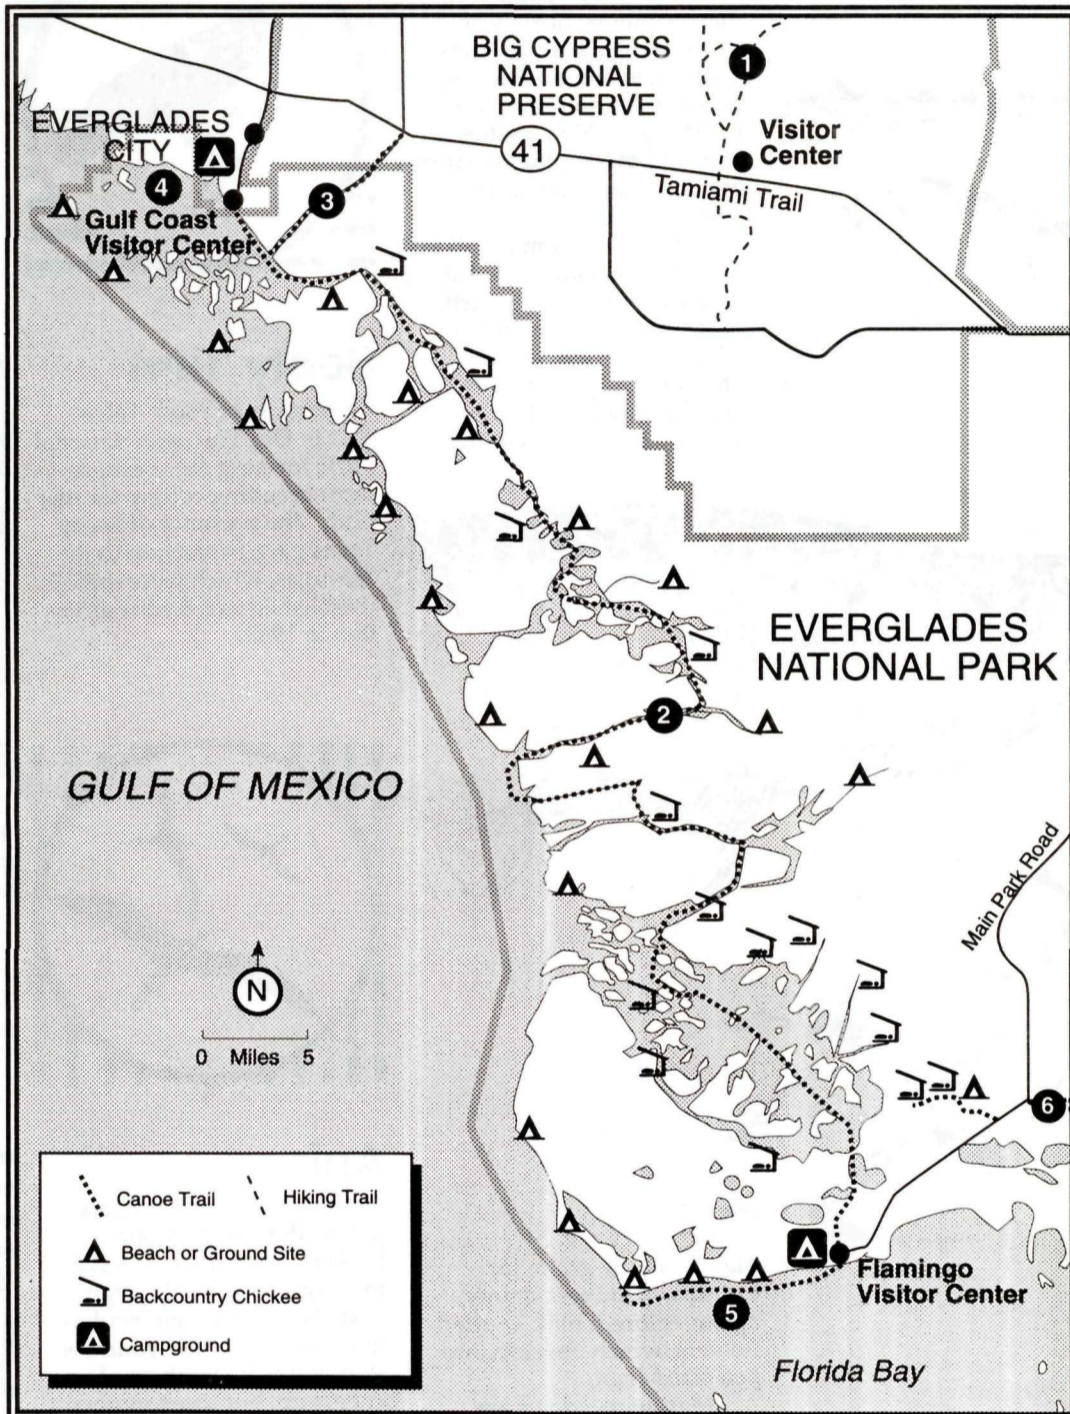 BIG CYPRESS
NATIONAL
PRESERVE
1
EVERGLADES
CITY
Visitor
Center
41
Tamiami Trail
4
3
Gulf Coast
Visitor Center
EVERGLADES
NATIONAL PARK
2
GULF OF MEXICO
Main Park Road
N
0 Miles 5
6
Canoe Trail
Hiking Trail
Beach or Ground Site
Backcountry Chickee
Campground
Flamingo
Visitor Center
5
Florida Bay